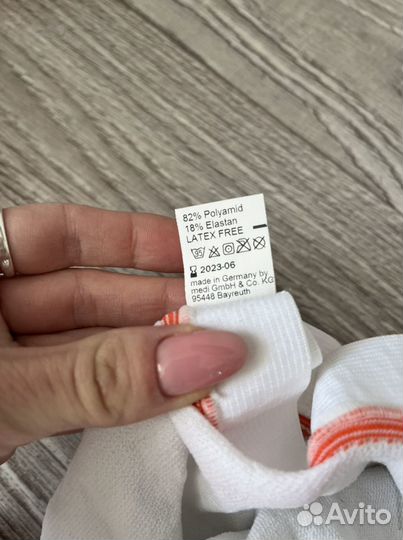 82% Polyamid
18% Elastan
LATEX FREE
95
2023-06
made in Germany by
medi GmbH & Co. KG
95448 Bayreuth
Avito